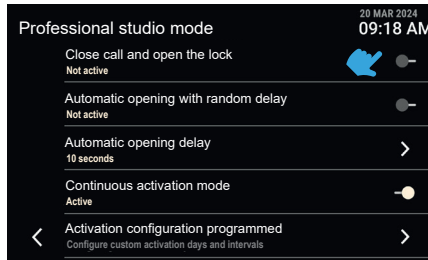 20 MAR 2024
Professional studio mode
09:18 AM
Close call and open the lock
Not active
Automatic opening with random delay
Not active
Automatic opening delay
10 seconds
Continuous activation mode
Active
Activation configuration programmed
Configure custom activation days and intervals